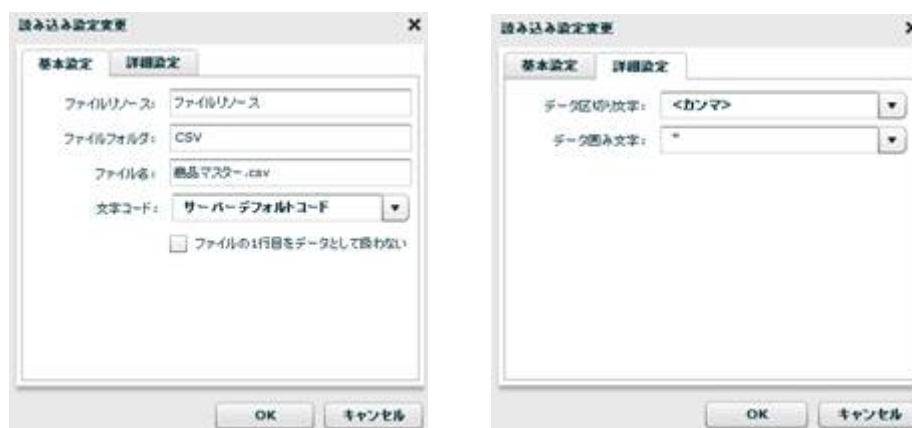 読み込み設定変更
基本設定 詳細設定
ファイルリソース: ファイルリソース
ファイルフォルダ: CSV
ファイル名: 商品マスター.csv
文字コード: サーバーデフォルトコード
ファイルの1行目をデータとして扱わない
OK キャンセル
読み込み設定変更
基本設定 詳細設定
データ区切り文字: <カンマ>
データ囲み文字: "
OK キャンセル